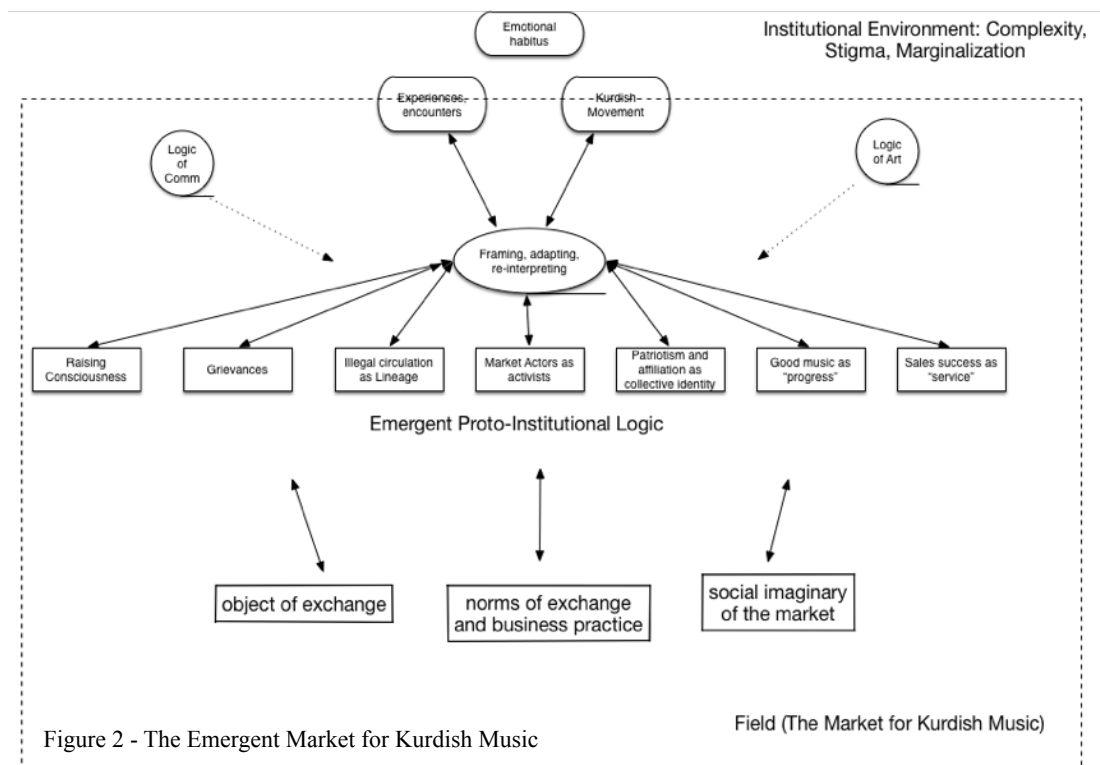 Emotional
habitus
Institutional Environment: Complexity,
Stigma, Marginalization
Experiences,
encounters
Kurdish
Movement
Logic
of
Comm
Logic
of Art
Framing, adapting,
re-interpreting
Raising
Consciousness
Grievances
Illegal circulation
as Lineage
Market Actors as
activists
Patriotism and
affiliation as
collective identity
Good music as
“progress”
Sales success as
“service”
Emergent Proto-Institutional Logic
object of exchange
norms of exchange
and business practice
social imaginary
of the market
Field (The Market for Kurdish Music)
Figure 2 - The Emergent Market for Kurdish Music